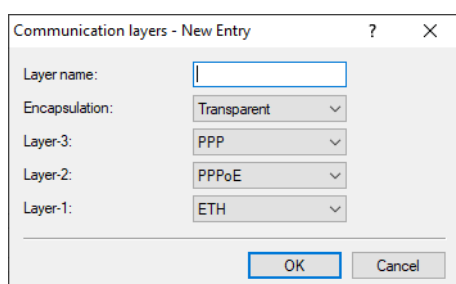 Communication layers - New Entry ? ×
Layer name:
Encapsulation: Transparent
Layer-3: PPP
Layer-2: PPPoE
Layer-1: ETH
OK Cancel